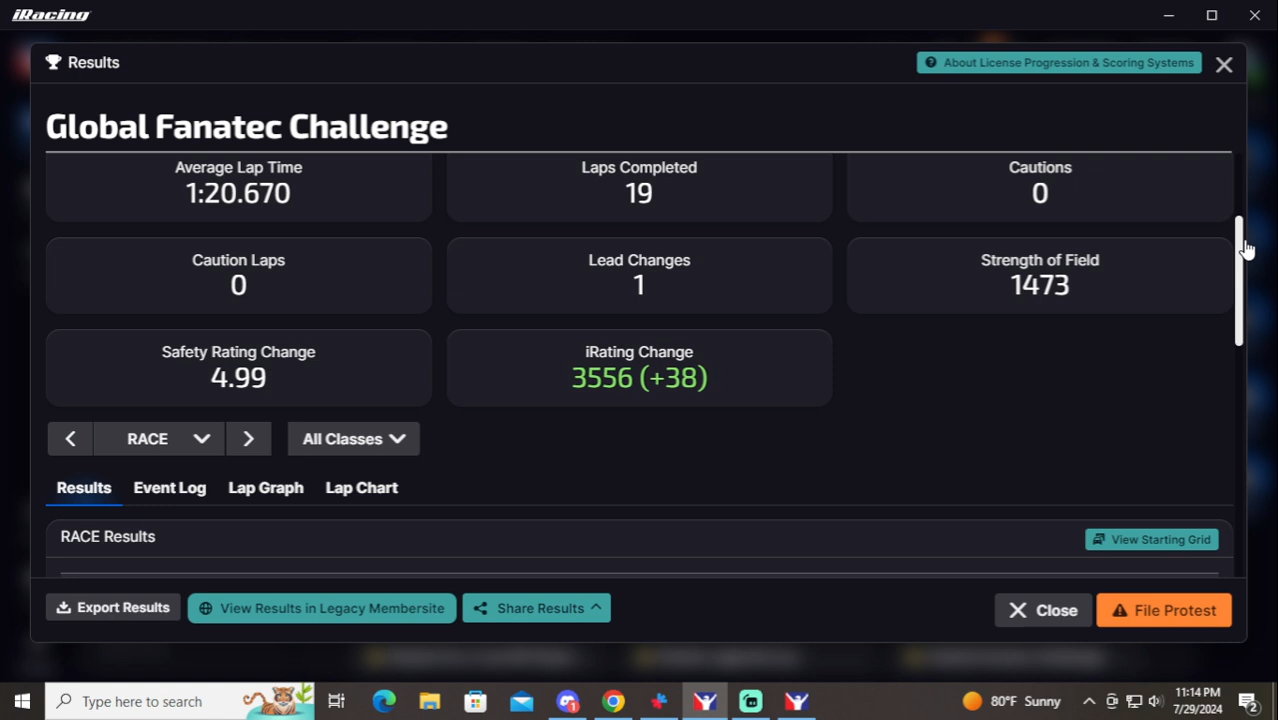 iRacing
Results
About License Progression & Scoring Systems
Global Fanatec Challenge
Average Lap Time
1:20.670
Laps Completed
19
Cautions
0
Caution Laps
0
Lead Changes
1
Strength of Field
1473
Safety Rating Change
4.99
iRating Change
3556 (+38)
RACE
All Classes
Results Event Log Lap Graph Lap Chart
RACE Results
View Starting Grid
Export Results
View Results in Legacy Membersite
Share Results
Close
File Protest
Type here to search
80°F Sunny
11:14 PM
7/29/2024
2